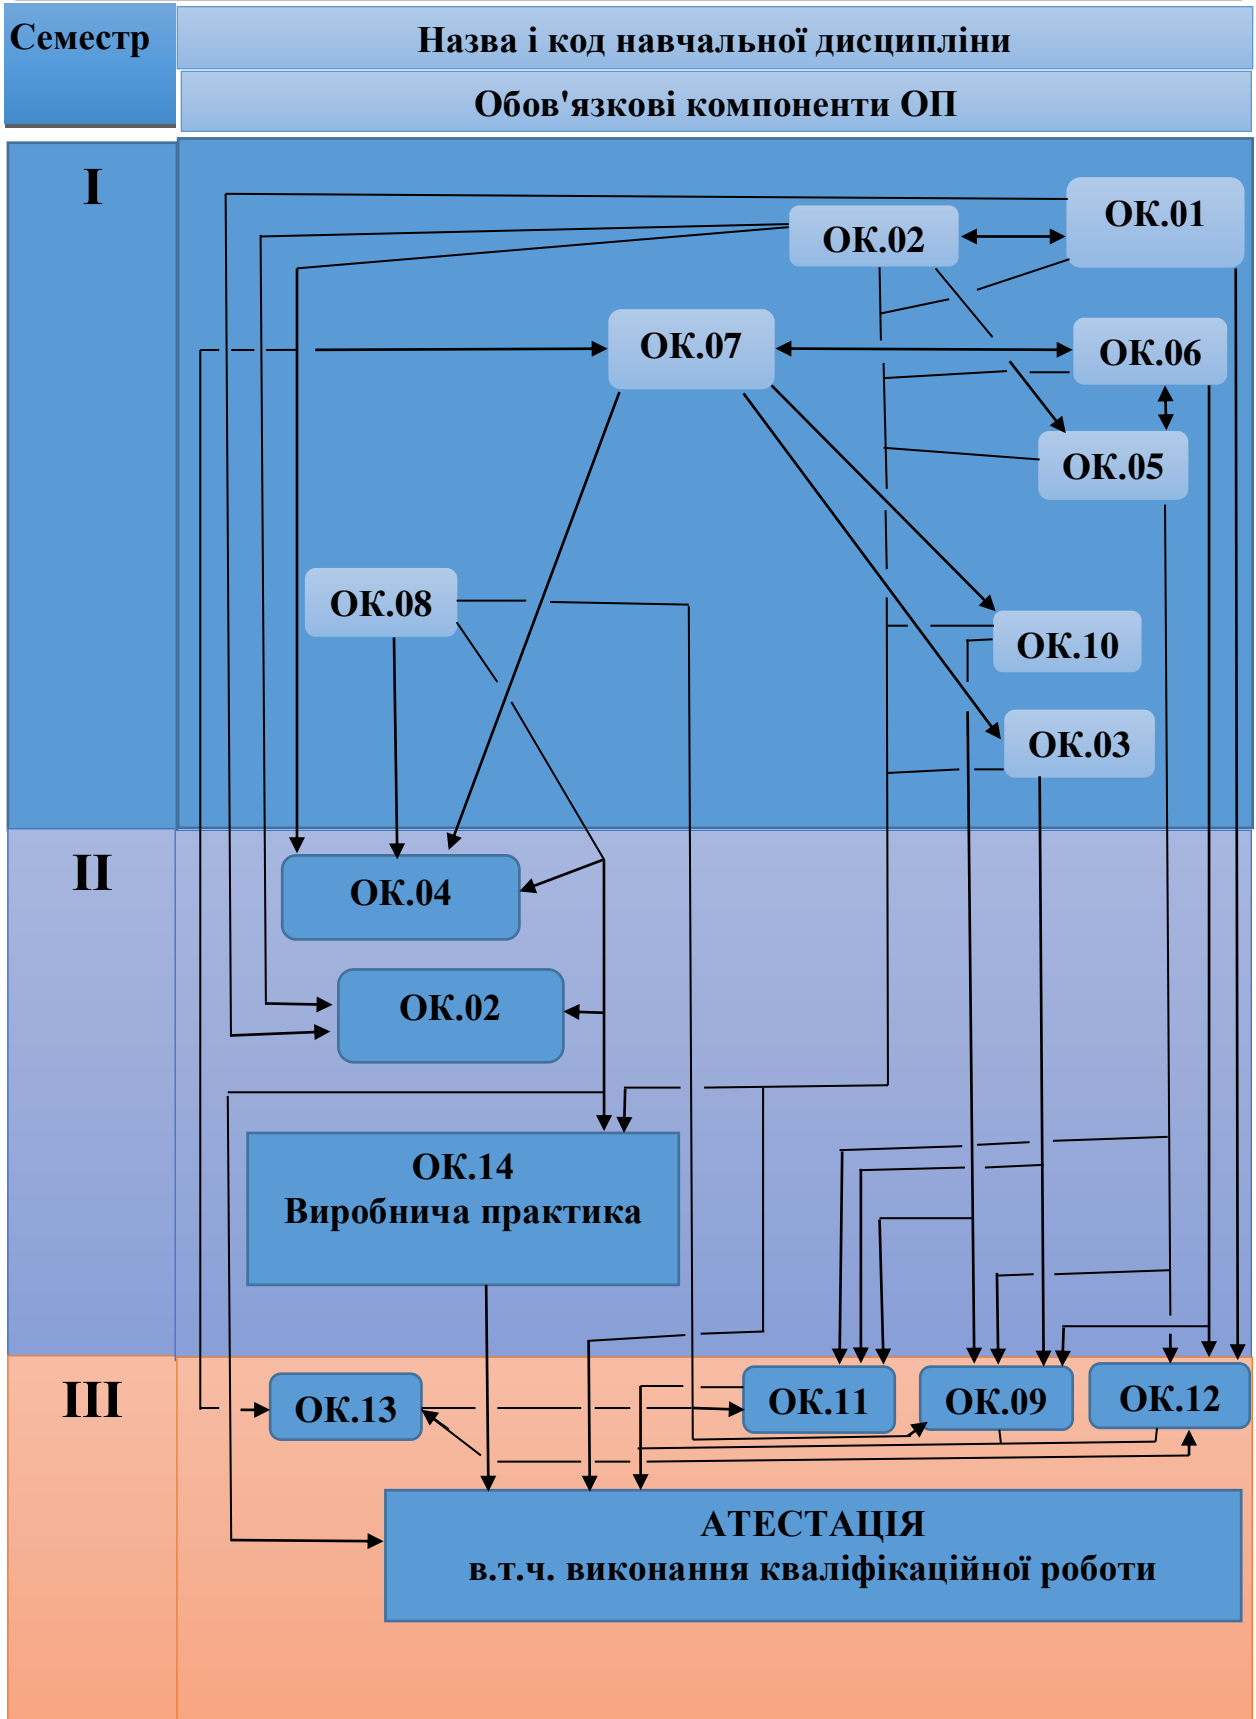 Семестр
Назва і код навчальної дисципліни
Обов'язкові компоненти ОП
I
ОК.01
ОК.02
ОК.07
ОК.06
ОК.05
ОК.08
ОК.10
ОК.03
II
ОК.04
ОК.02
ОК.14
Виробнича практика
III
ОК.13
ОК.11
ОК.09
ОК.12
АТЕСТАЦІЯ
в.т.ч. виконання кваліфікаційної роботи